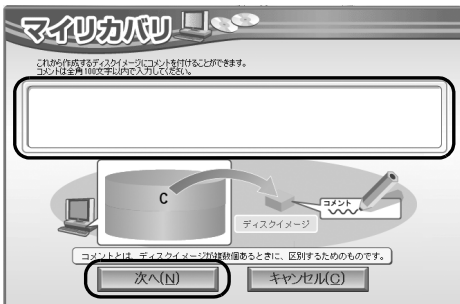 マイリカバリ
これから作成するディスクイメージにコメントを付けることができます。
コメントは全角100文字以内で入力してください。
C
コメント
ディスクイメージ
コメントとは、ディスクイメージが複数個あるときに、区別するためのものです。
次へ(N)
キャンセル(C)